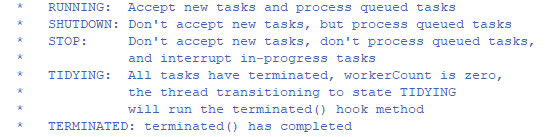 *   RUNNING:  Accept new tasks and process queued tasks
*   SHUTDOWN: Don't accept new tasks, but process queued tasks
*   STOP:     Don't accept new tasks, don't process queued tasks,
*             and interrupt in-progress tasks
*   TIDYING:  All tasks have terminated, workerCount is zero,
*             the thread transitioning to state TIDYING
*             will run the terminated() hook method
*   TERMINATED: terminated() has completed